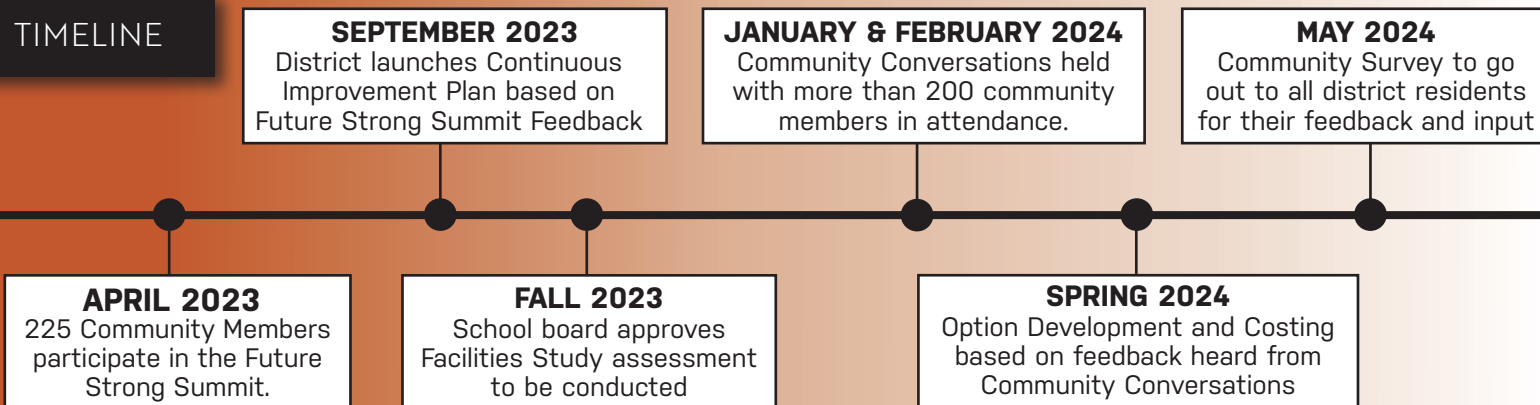 TIMELINE
SEPTEMBER 2023
District launches Continuous
Improvement Plan based on
Future Strong Summit Feedback
JANUARY & FEBRUARY 2024
Community Conversations held
with more than 200 community
members in attendance.
MAY 2024
Community Survey to go
out to all district residents
for their feedback and input
APRIL 2023
225 Community Members
participate in the Future
Strong Summit.
FALL 2023
School board approves
Facilities Study assessment
to be conducted
SPRING 2024
Option Development and Costing
based on feedback heard from
Community Conversations